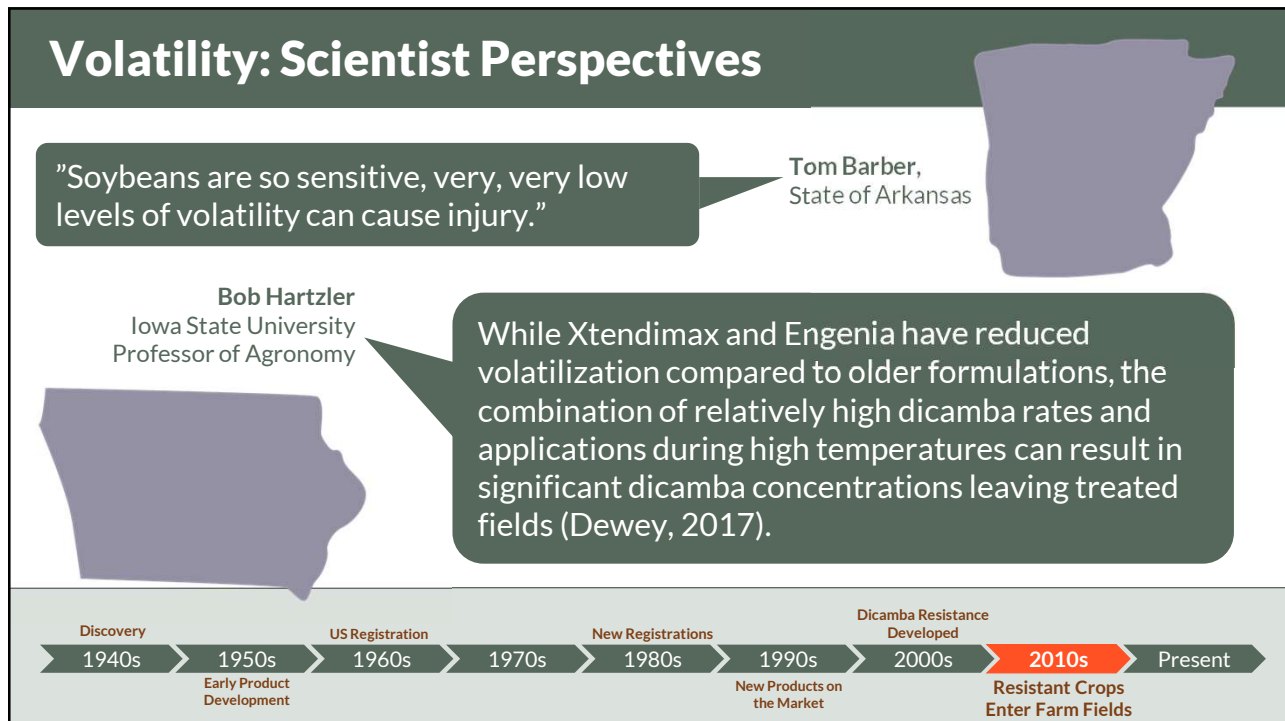 Volatility: Scientist Perspectives
”Soybeans are so sensitive, very, very low
levels of volatility can cause injury.”
Tom Barber,
State of Arkansas
Bob Hartzler
Iowa State University
Professor of Agronomy
While Xtendimax and Engenia have reduced
volatilization compared to older formulations, the
combination of relatively high dicamba rates and
applications during high temperatures can result in
significant dicamba concentrations leaving treated
fields (Dewey, 2017).
Discovery
1940s
1950s
Early Product
Development
US Registration
1960s
1970s
New Registrations
1980s
1990s
New Products on
the Market
Dicamba Resistance
Developed
2000s
2010s
Resistant Crops
Enter Farm Fields
Present